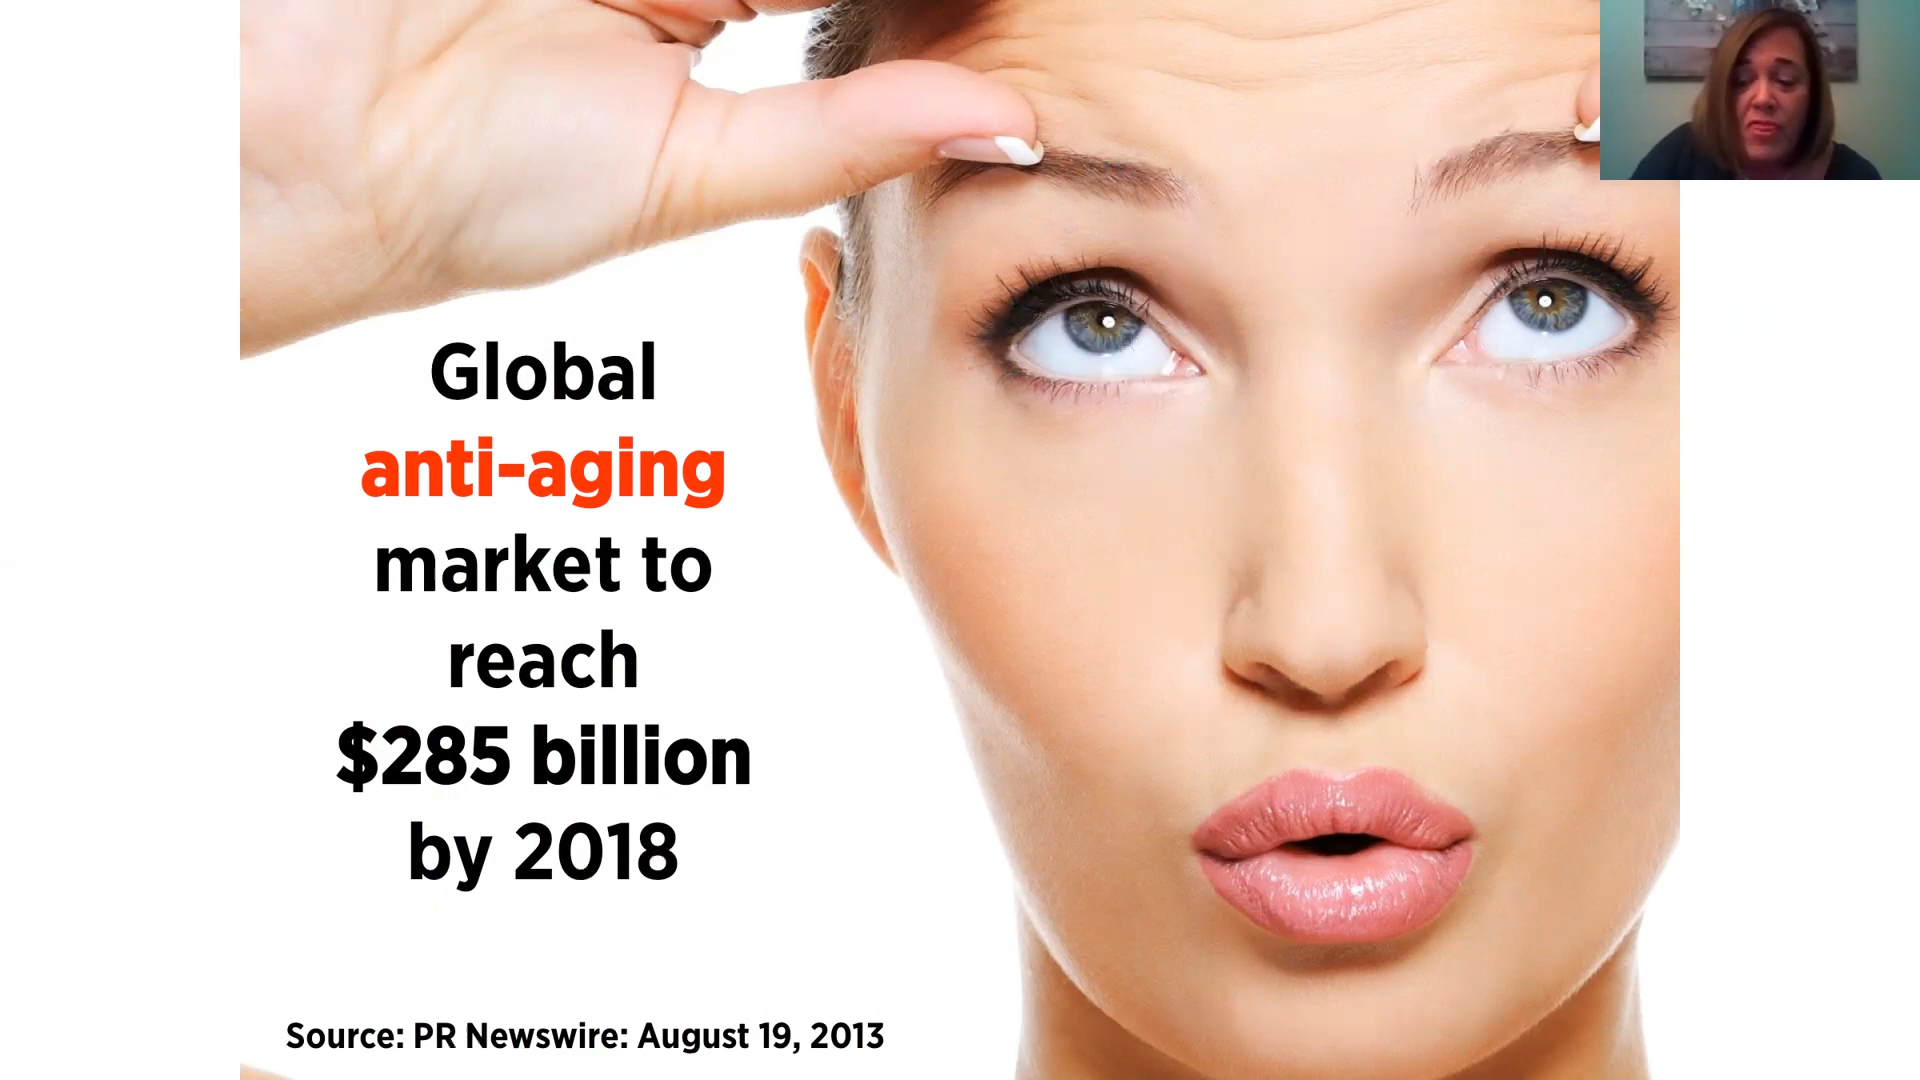 Global
anti-aging
market to
reach
$285 billion
by 2018
Source: PR Newswire: August 19, 2013